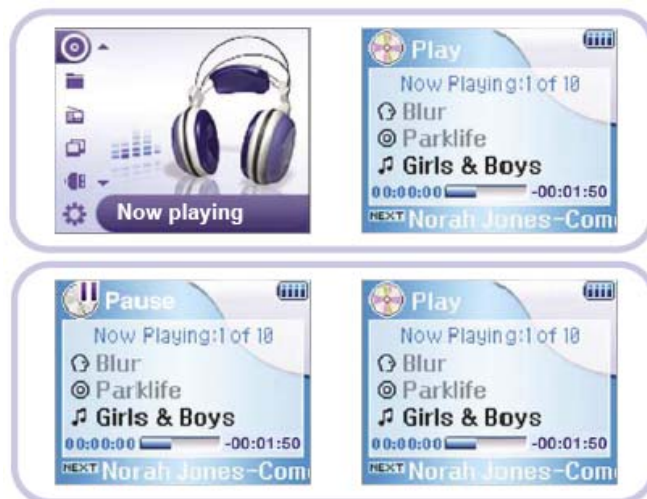 Now playing
Play
Now Playing:1 of 10
Blur
Parklife
Girls & Boys
00:00:00 -00:01:50
NEXT Norah Jones-Com
Pause
Now Playing:1 of 10
Blur
Parklife
Girls & Boys
00:00:00 -00:01:50
NEXT Norah Jones-Com
Play
Now Playing:1 of 10
Blur
Parklife
Girls & Boys
00:00:00 -00:01:50
NEXT Norah Jones-Com